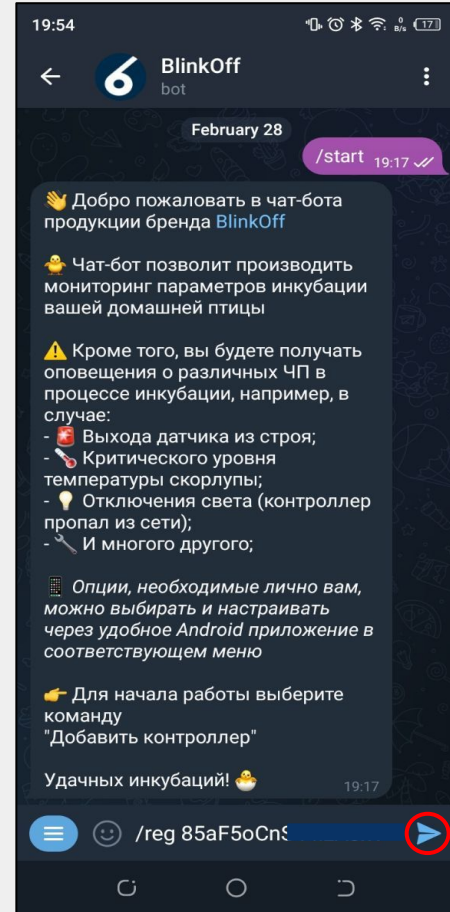 19:54
0 B/s 17
BlinkOff
bot
February 28
/start 19:17
Добро пожаловать в чат-бота
продукции бренда BlinkOff
Чат-бот позволит производить
мониторинг параметров инкубации
вашей домашней птицы
Кроме того, вы будете получать
оповещения о различных ЧП в
процессе инкубации, например, в
случае:
- Выхода датчика из строя;
- Критического уровня
температуры скорлупы;
- Отключения света (контроллер
пропал из сети);
- И многого другого;
Опции, необходимые лично вам,
можно выбирать и настраивать
через удобное Android приложение в
соответствующем меню
Для начала работы выберите
команду
"Добавить контроллер"
Удачных инкубаций!
19:17
/reg 85aF5oCn